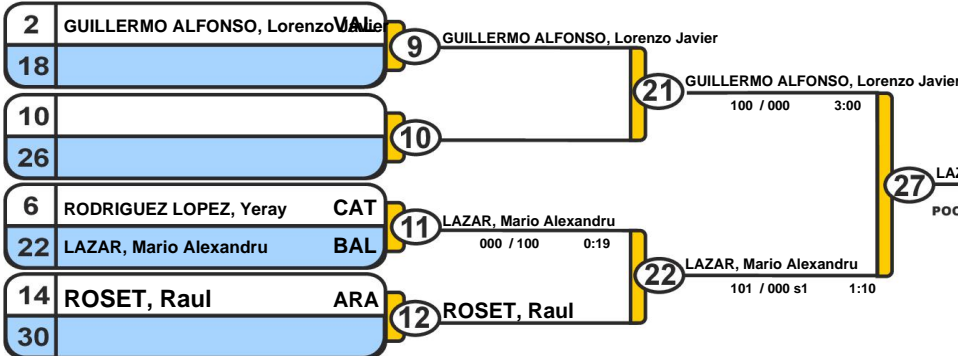 2 GUILLERMO ALFONSO, Lorenzo Javier VAL
18
9 GUILLERMO ALFONSO, Lorenzo Javier
10
26
10
21 GUILLERMO ALFONSO, Lorenzo Javier
100 / 000 3:00
6 RODRIGUEZ LOPEZ, Yeray CAT
22 LAZAR, Mario Alexandru BAL
11 LAZAR, Mario Alexandru
000 / 100 0:19
14 ROSET, Raul ARA
30
12 ROSET, Raul
22 LAZAR, Mario Alexandru
101 / 000 s1 1:10
27